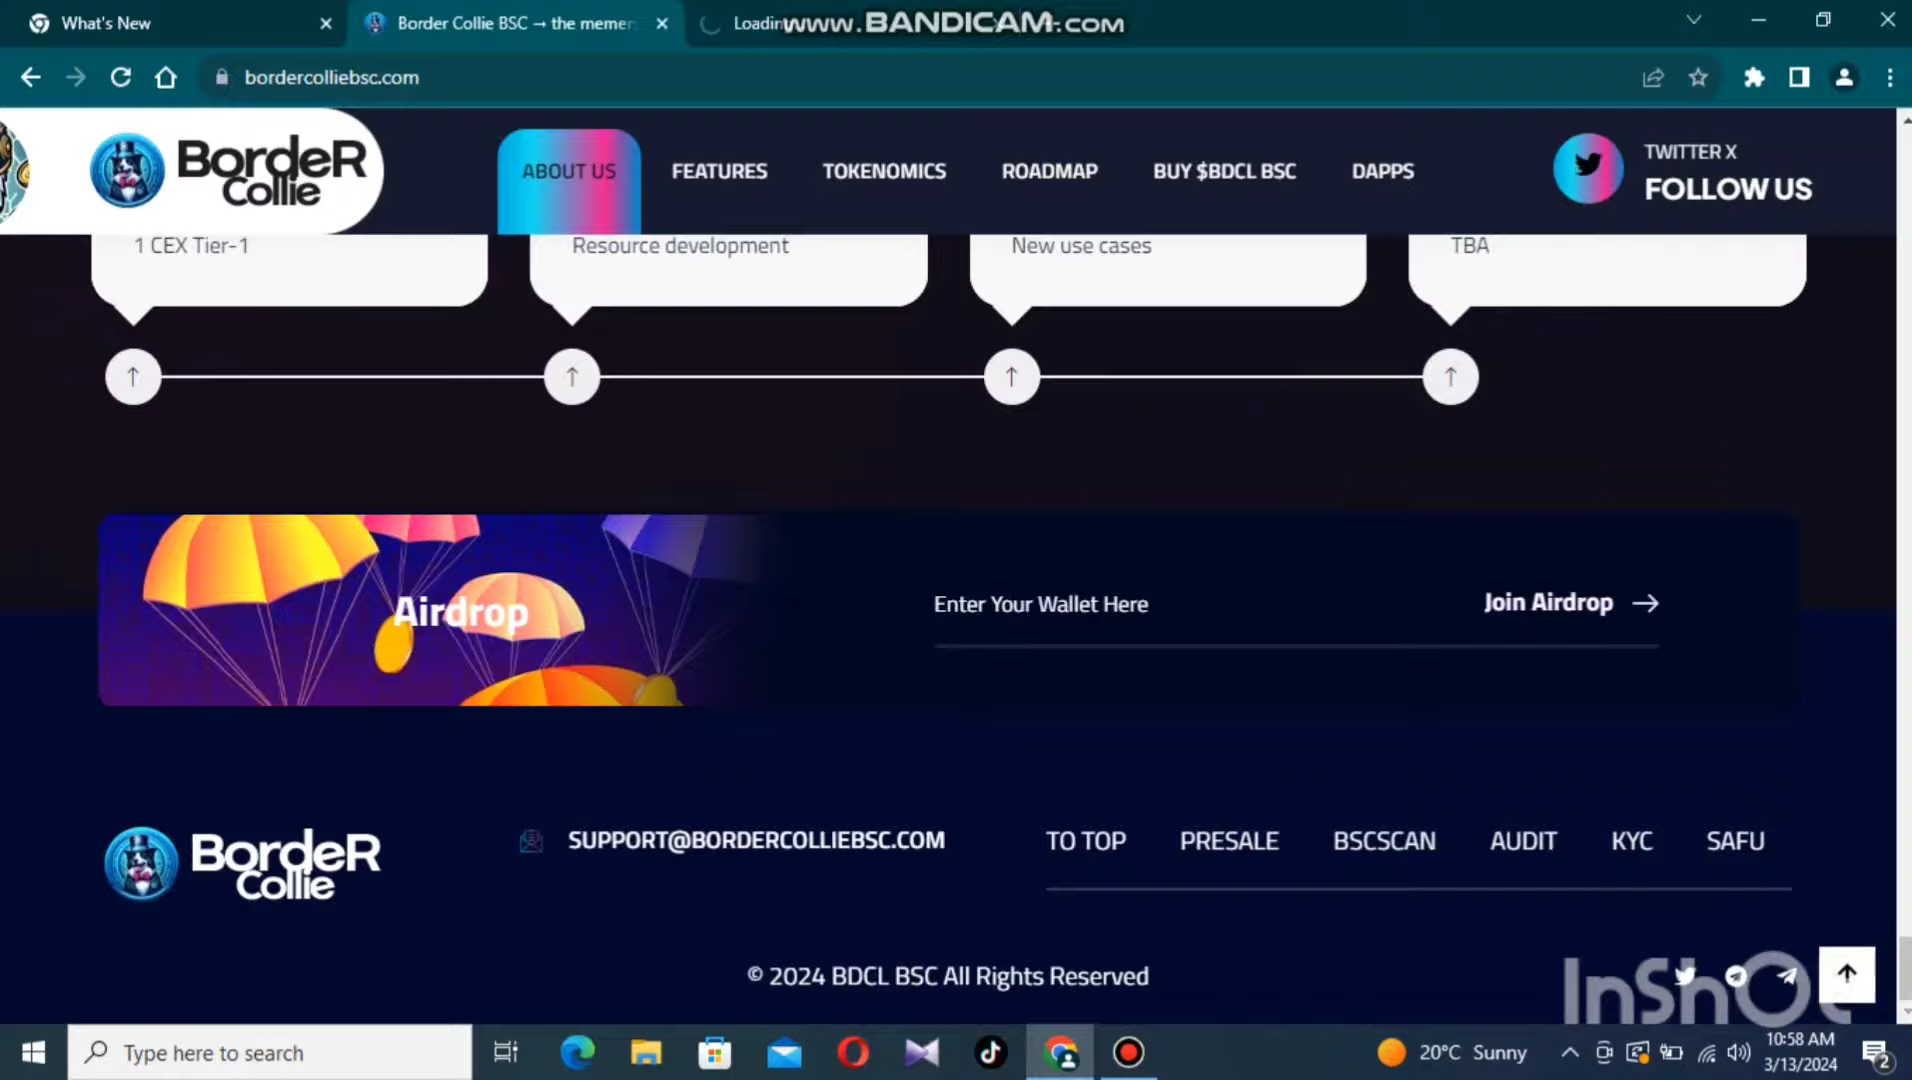 What's New
Border Collie BSC → the memer
Loading
www.BANDICAM.com
bordercolliebsc.com
BordeR
Collie
ABOUT US
FEATURES
TOKENOMICS
ROADMAP
BUY $BDCL BSC
DAPPS
TWITTER X
FOLLOW US
1 CEX Tier-1
Resource development
New use cases
TBA
Airdrop
Enter Your Wallet Here
Join Airdrop
BordeR
Collie
SUPPORT@BORDERCOLLIEBSC.COM
TO TOP
PRESALE
BSCSCAN
AUDIT
KYC
SAFU
© 2024 BDCL BSC All Rights Reserved
InShOt
Type here to search
20°C Sunny
10:58 AM
3/13/2024
2